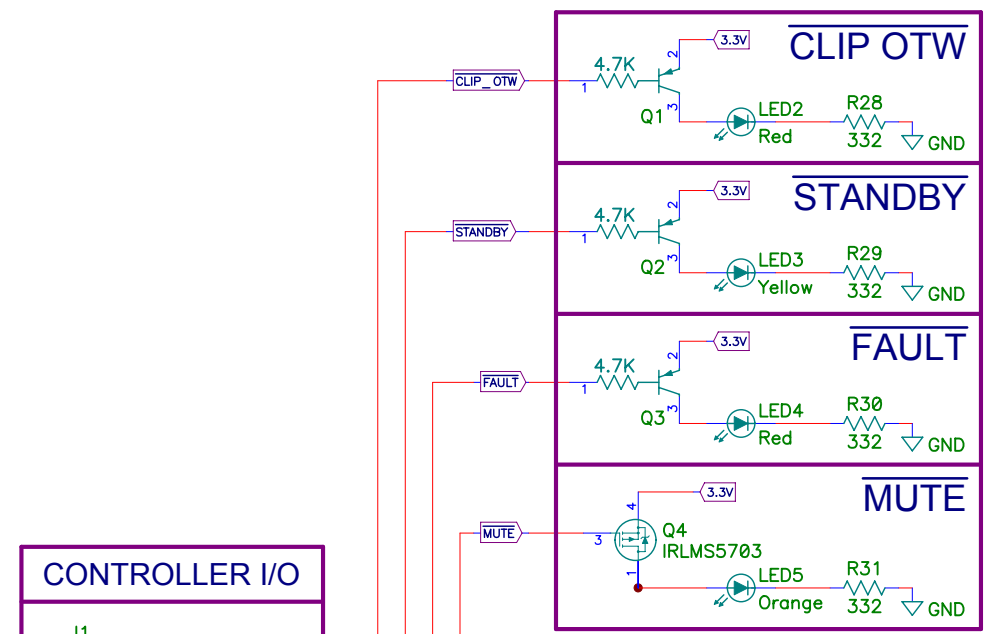 CLIP OTW
3.3V
2
4.7K
CLIP_OTW
1
Q1
3
LED2
Red
R28
332
GND
STANDBY
3.3V
2
4.7K
STANDBY
1
Q2
3
LED3
Yellow
R29
332
GND
FAULT
3.3V
2
4.7K
FAULT
1
Q3
3
LED4
Red
R30
332
GND
MUTE
3.3V
4
MUTE
3
Q4
IRLMS5703
1
LED5
Orange
R31
332
GND
CONTROLLER I/O
J1